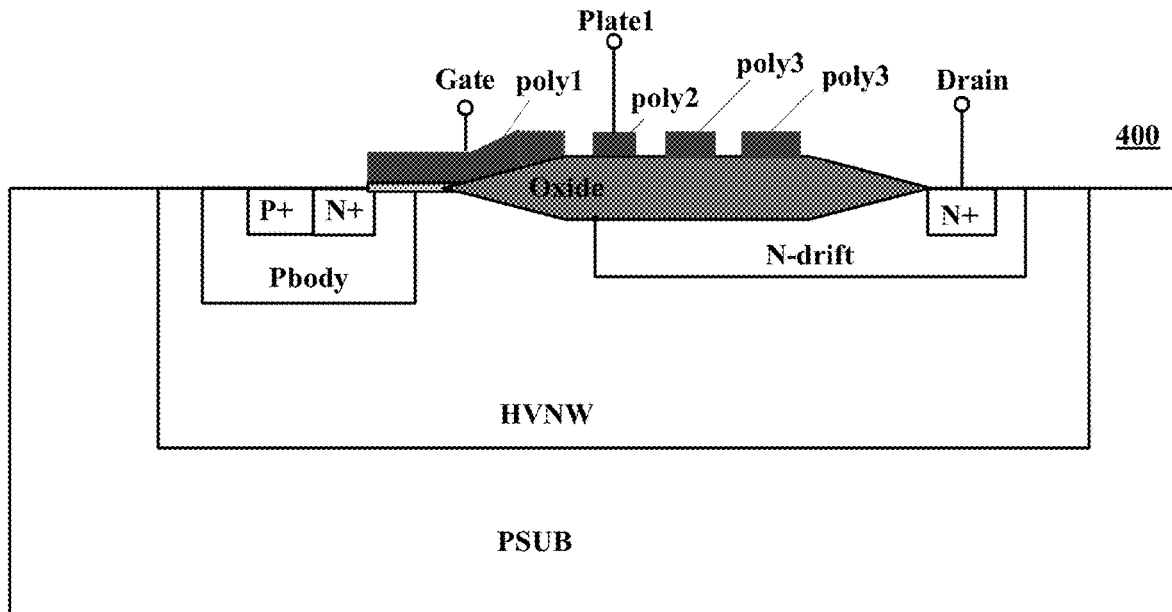 Plate1
Gate
poly1
poly2
poly3
poly3
Drain
400
Oxide
P+
N+
N+
Pbody
N-drift
HVNW
PSUB